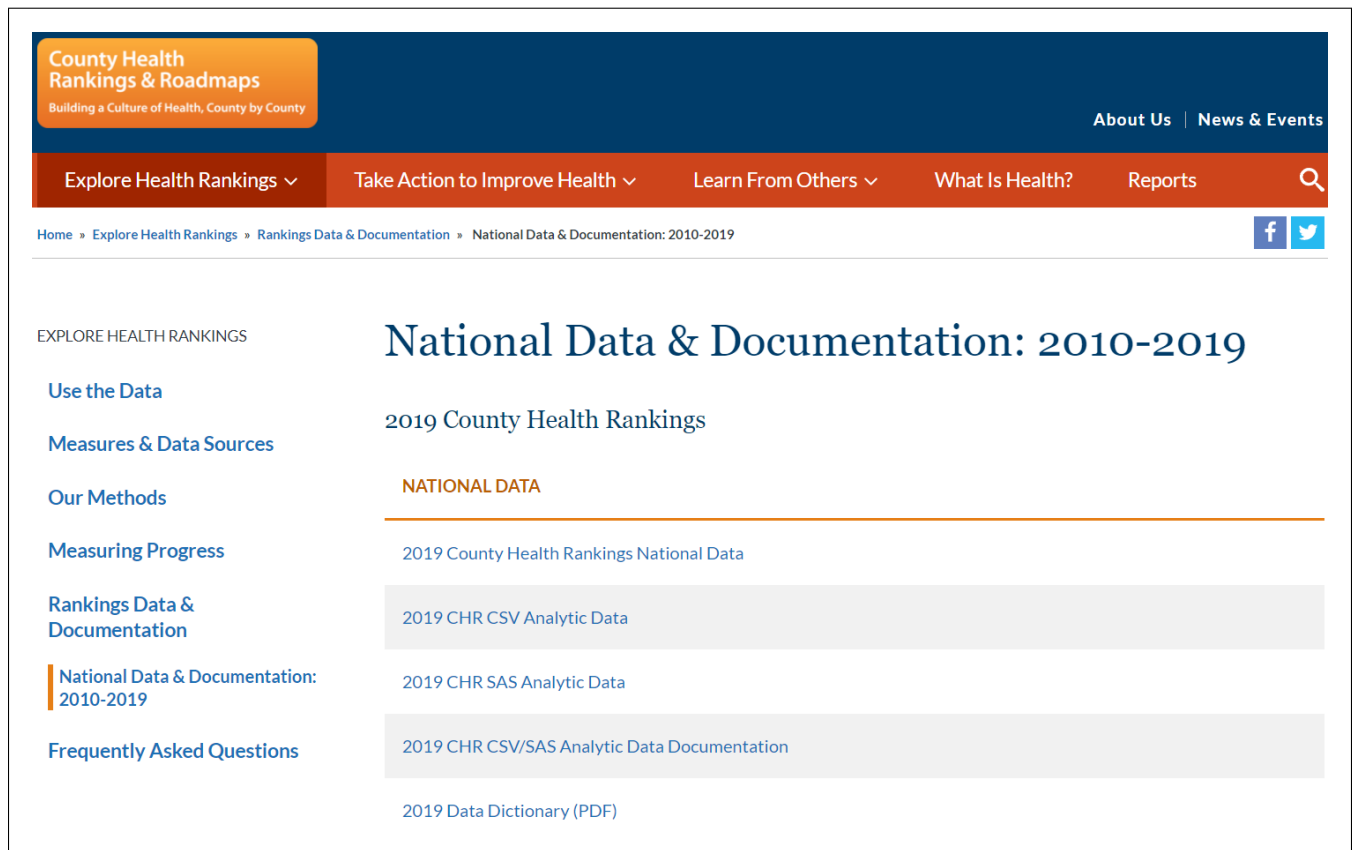 County Health
Rankings & Roadmaps
Building a Culture of Health, County by County
About Us | News & Events
Explore Health Rankings
Take Action to Improve Health
Learn From Others
What Is Health?
Reports
Home » Explore Health Rankings » Rankings Data & Documentation » National Data & Documentation: 2010-2019
f
EXPLORE HEALTH RANKINGS
Use the Data
Measures & Data Sources
Our Methods
Measuring Progress
Rankings Data &
Documentation
National Data & Documentation:
2010-2019
Frequently Asked Questions
National Data & Documentation: 2010-2019
2019 County Health Rankings
NATIONAL DATA
2019 County Health Rankings National Data
2019 CHR CSV Analytic Data
2019 CHR SAS Analytic Data
2019 CHR CSV/SAS Analytic Data Documentation
2019 Data Dictionary (PDF)